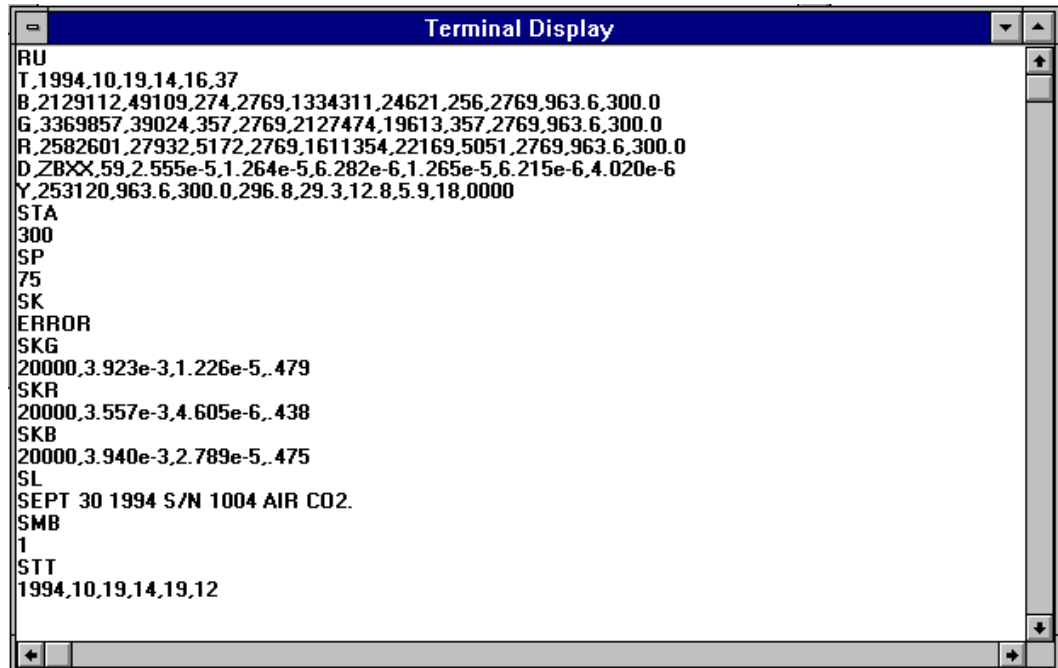 Terminal Display
RU
T,1994,10,19,14,16,37
B,2129112,49109,274,2769,1334311,24621,256,2769,963.6,300.0
G,3369857,39024,357,2769,2127474,19613,357,2769,963.6,300.0
R,2582601,27932,5172,2769,1611354,22169,5051,2769,963.6,300.0
D,ZBXX,59,2.555e-5,1.264e-5,6.282e-6,1.265e-5,6.215e-6,4.020e-6
Y,253120,963.6,300.0,296.8,29.3,12.8,5.9,18,0000
STA
300
SP
75
SK
ERROR
SKG
20000,3.923e-3,1.226e-5,.479
SKR
20000,3.557e-3,4.605e-6,.438
SKB
20000,3.940e-3,2.789e-5,.475
SL
SEPT 30 1994 S/N 1004 AIR CO2.
SMB
1
STT
1994,10,19,14,19,12